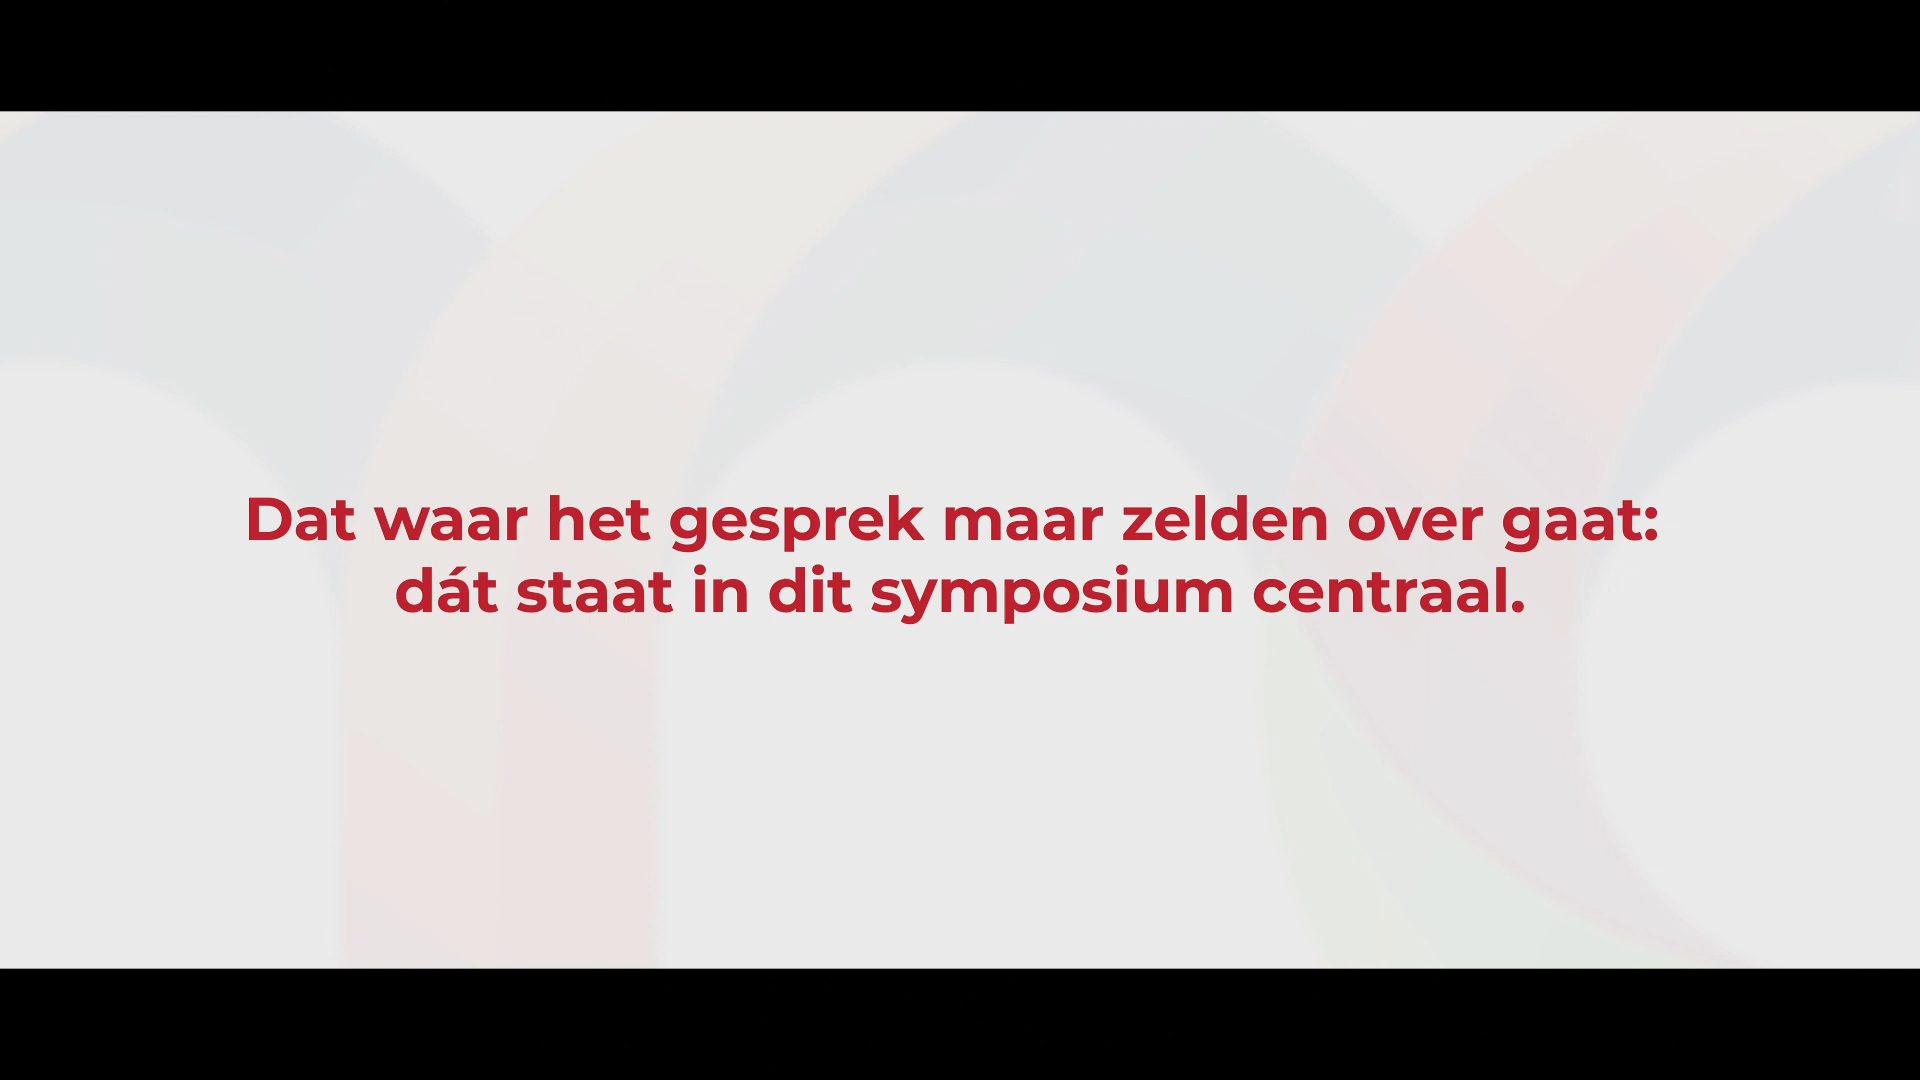 Dat waar het gesprek maar zelden over gaat:
dát staat in dit symposium centraal.